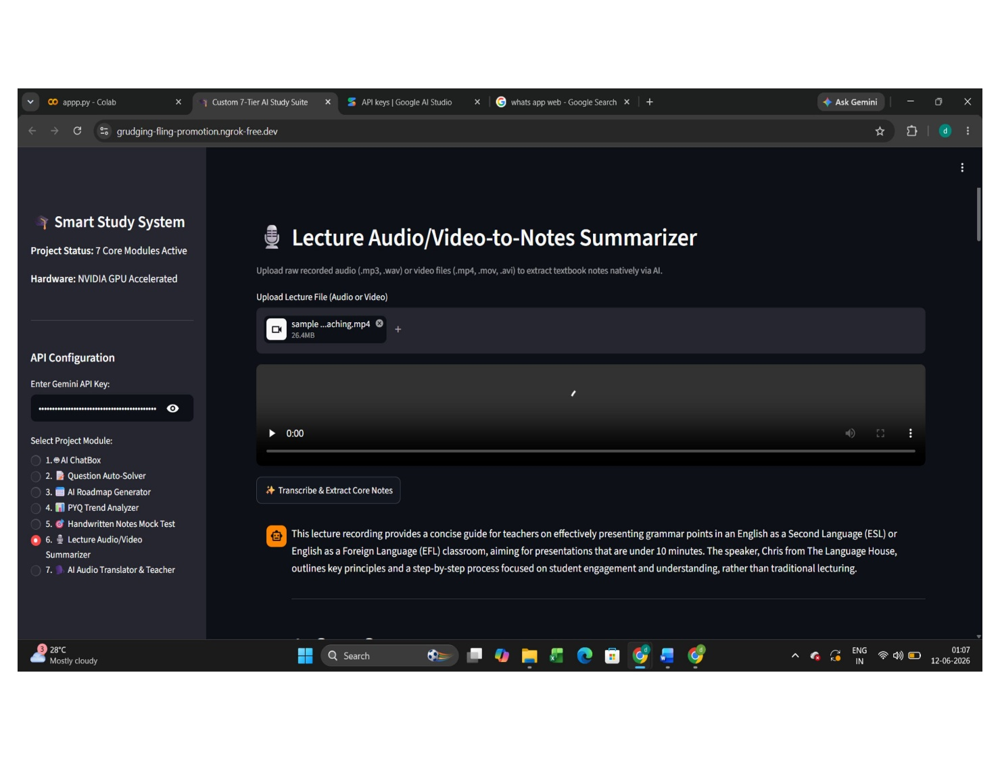 appp.py - Colab
Custom 7-Tier AI Study Suite
API keys | Google AI Studio
whats app web - Google Search
Ask Gemini
grudging-fling-promotion.ngrok-free.dev
d
Smart Study System
Project Status: 7 Core Modules Active
Hardware: NVIDIA GPU Accelerated
API Configuration
Enter Gemini API Key:
Select Project Module:
1. AI ChatBox
2. Question Auto-Solver
3. AI Roadmap Generator
4. PYQ Trend Analyzer
5. Handwritten Notes Mock Test
6. Lecture Audio/Video
Summarizer
7. AI Audio Translator & Teacher
Lecture Audio/Video-to-Notes Summarizer
Upload raw recorded audio (.mp3, .wav) or video files (.mp4, .mov, .avi) to extract textbook notes natively via AI.
Upload Lecture File (Audio or Video)
sample ...aching.mp4
26.4MB
0:00
Transcribe & Extract Core Notes
This lecture recording provides a concise guide for teachers on effectively presenting grammar points in an English as a Second Language (ESL) or
English as a Foreign Language (EFL) classroom, aiming for presentations that are under 10 minutes. The speaker, Chris from The Language House,
outlines key principles and a step-by-step process focused on student engagement and understanding, rather than traditional lecturing.
3
28°C
Mostly cloudy
Search
ENG
IN
01:07
12-06-2026